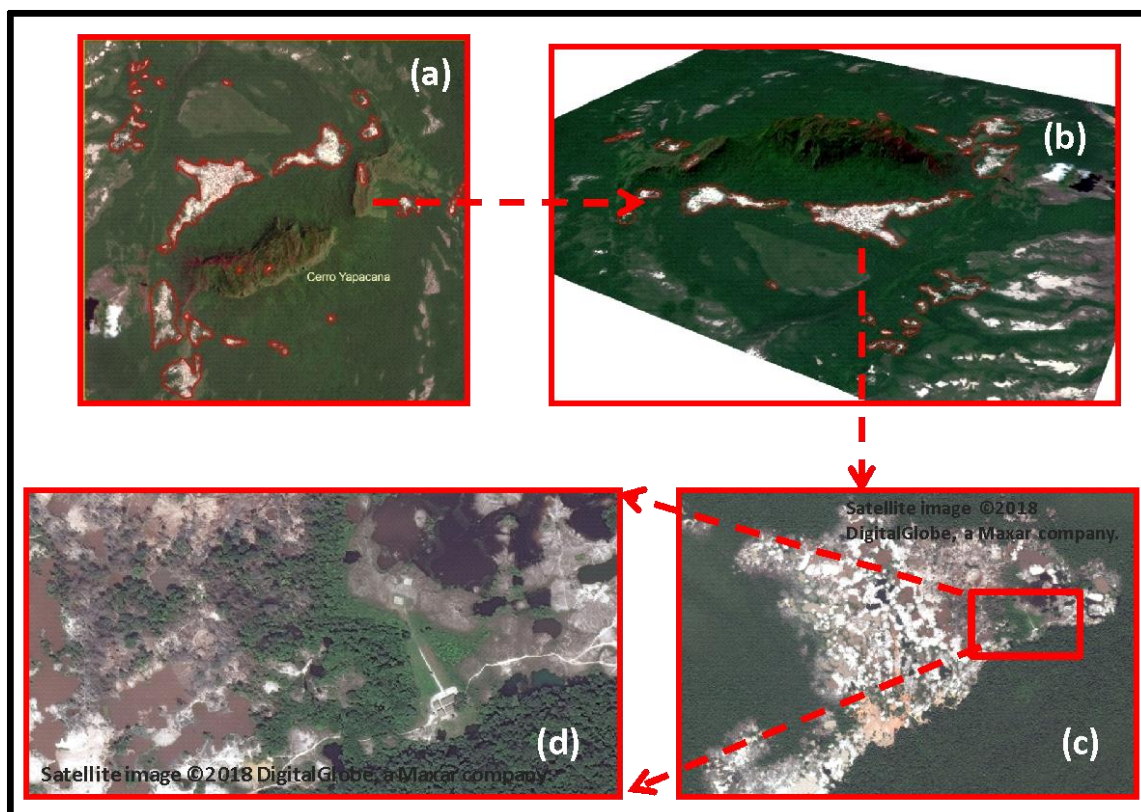 (a)
Cerro Yapacana
(b)
Satellite image ©2018
DigitalGlobe, a Maxar company.
(c)
(d)
Satellite image ©2018 DigitalGlobe, a Maxar company.